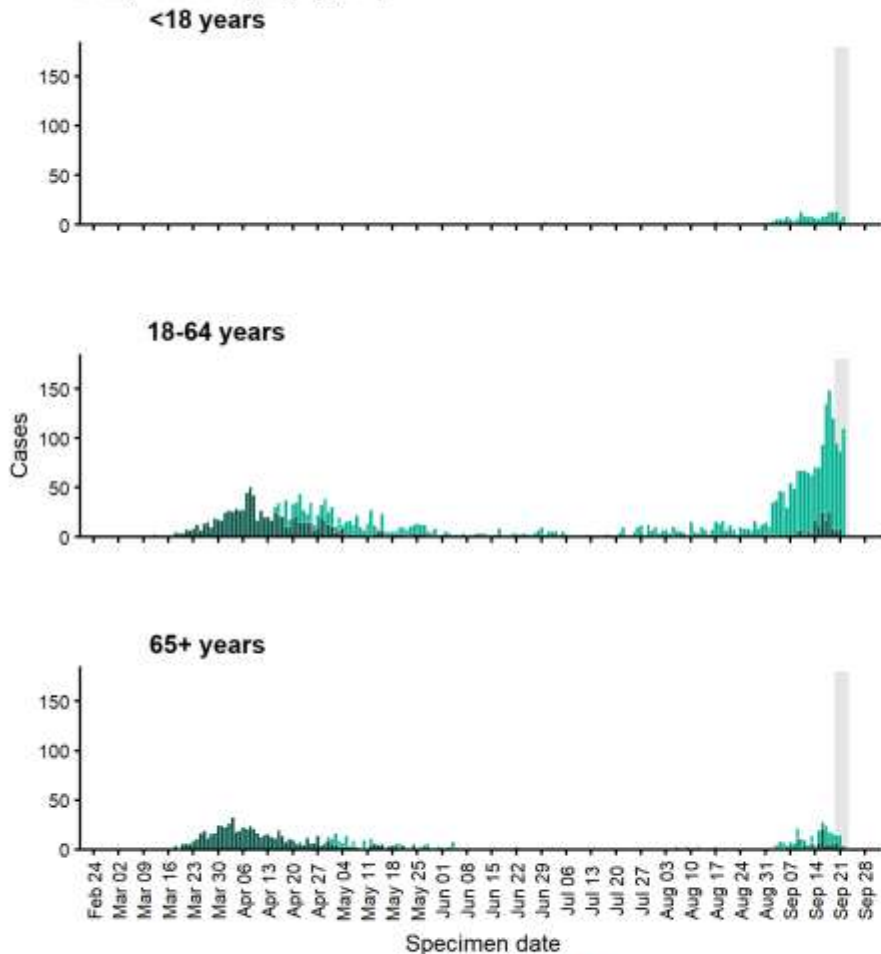 <18 years
150
100
50
0
18-64 years
150
100
50
0
Cases
65+ years
150
100
50
0
Feb 24
Mar 02
Mar 09
Mar 16
Mar 23
Mar 30
Apr 06
Apr 13
Apr 20
Apr 27
May 04
May 11
May 18
May 25
Jun 01
Jun 08
Jun 15
Jun 22
Jun 29
Jul 06
Jul 13
Jul 20
Jul 27
Aug 03
Aug 10
Aug 17
Aug 24
Aug 31
Sep 07
Sep 14
Sep 21
Sep 28
Specimen date